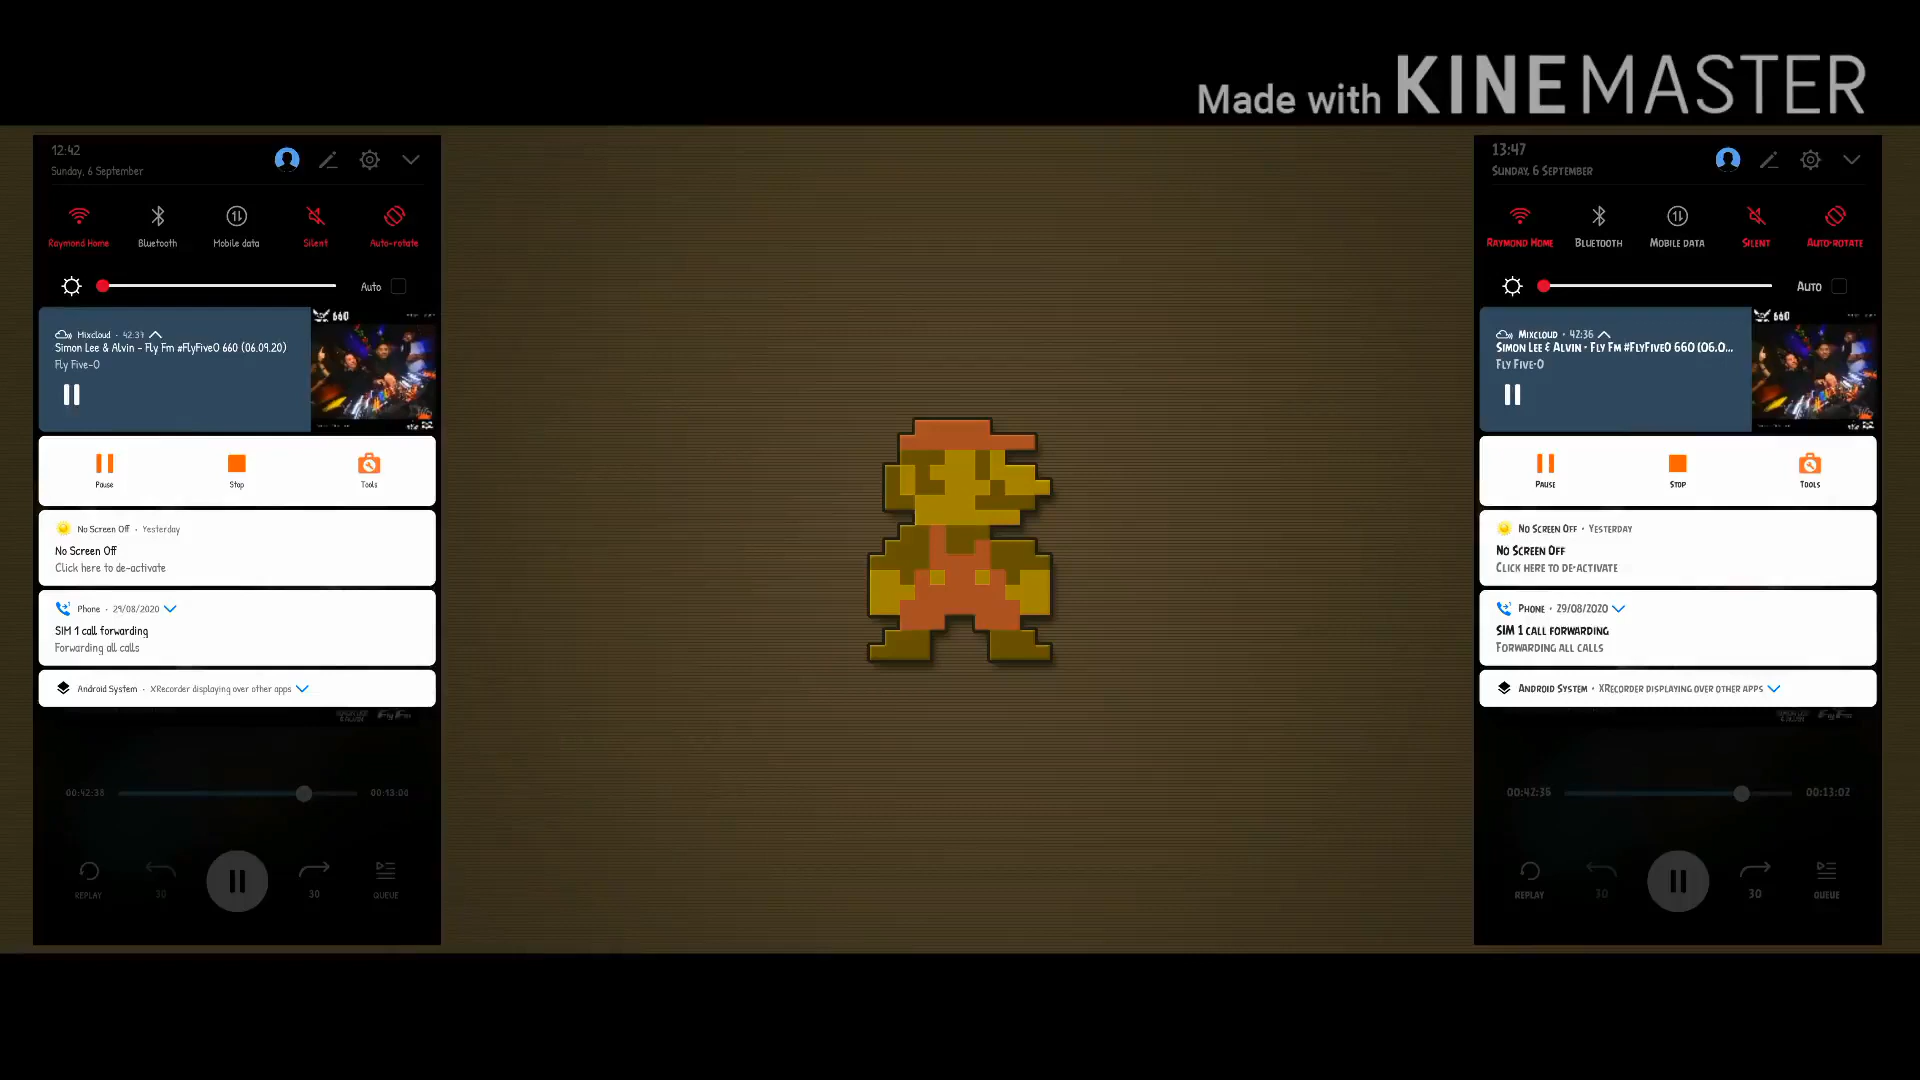 Made with KINEMASTER
12:42
Sunday, 6 September
Raymond Home
Bluetooth
Mobile data
Silent
Auto-rotate
Auto
Mixcloud · 42:37
660
Simon Lee & Alvin - Fly Fm #FlyFiveO 660 (06.09.20)
Fly Five-O
Pause
Stop
Tools
No Screen Off · Yesterday
No Screen Off
Click here to de-activate
Phone · 29/08/2020
SIM 1 call forwarding
Forwarding all calls
Android System · XRecorder displaying over other apps
00:42:38
00:13:00
REPLAY
30
30
QUEUE
13:47
Sunday, 6 September
Raymond Home
Bluetooth
Mobile data
Silent
Auto-rotate
Auto
Mixcloud · 42:36
660
Simon Lee & Alvin - Fly Fm #FlyFiveO 660 (06.0...
Fly Five-O
Pause
Stop
Tools
No Screen Off · Yesterday
No Screen Off
Click here to de-activate
Phone · 29/08/2020
SIM 1 call forwarding
Forwarding all calls
Android System · XRecorder displaying over other apps
00:42:36
00:13:02
REPLAY
30
30
QUEUE